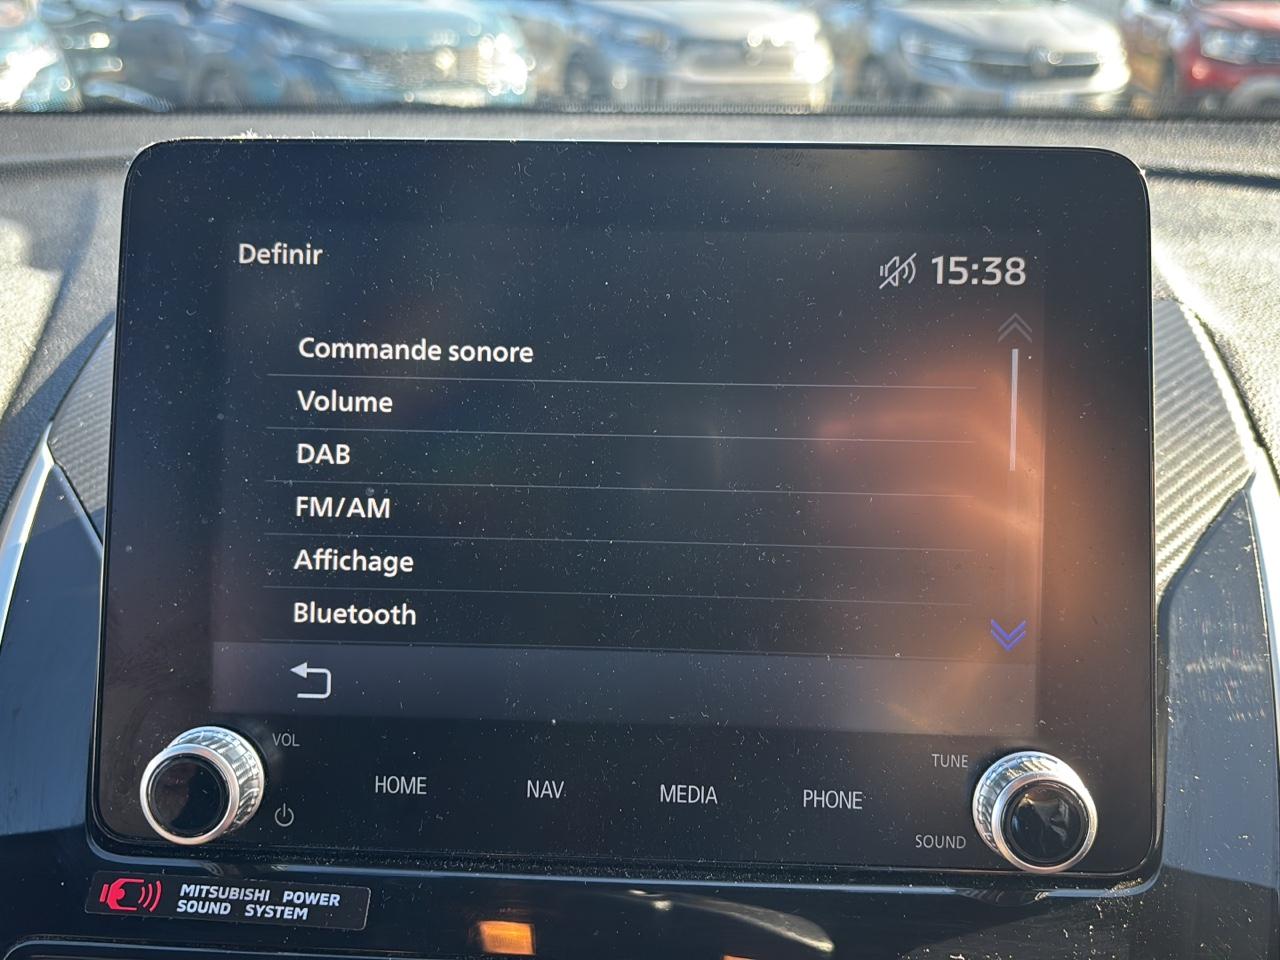 Definir
15:38
Commande sonore
Volume
DAB
FM/AM
Affichage
Bluetooth
VOL
HOME
NAV
MEDIA
PHONE
TUNE
SOUND
MITSUBISHI POWER
SOUND SYSTEM